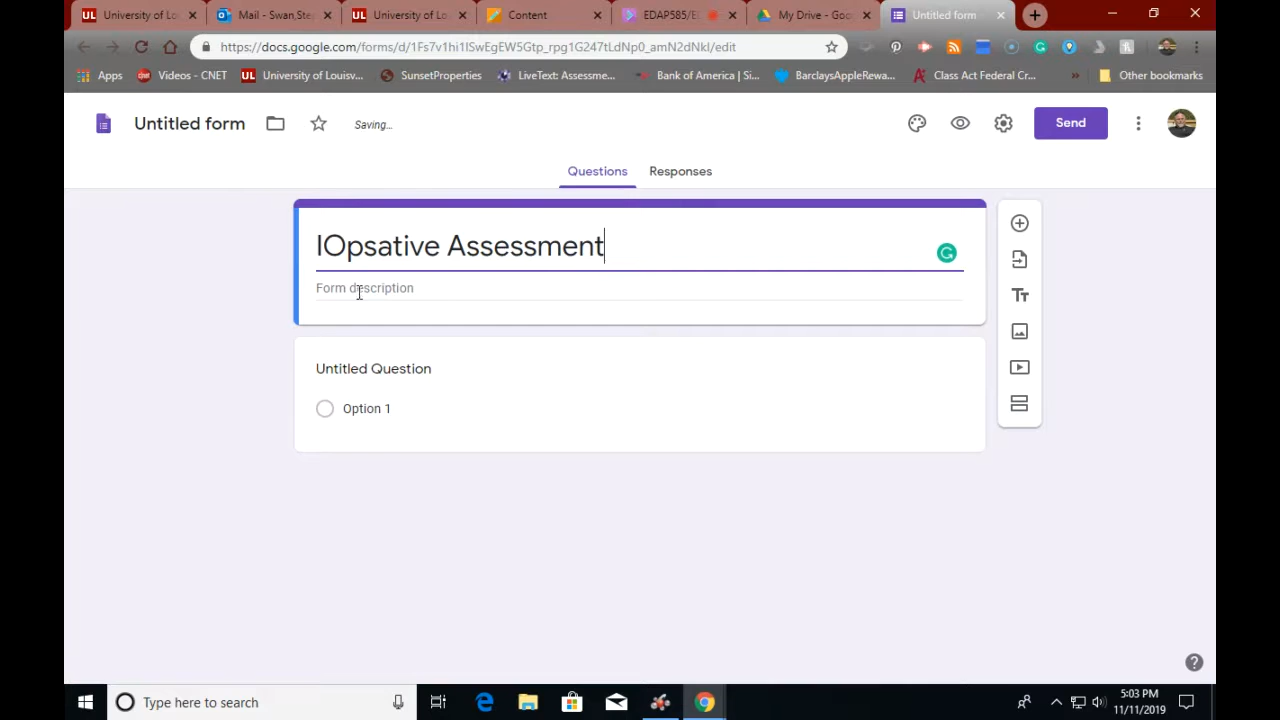 University of Lo
Mail - Swan,Ste
University of Lo
Content
EDAP585/E
My Drive - Goo
Untitled form
https://docs.google.com/forms/d/1Fs7v1hi1ISwEgEW5Gtp_rpg1G247tLdNp0_amN2dNkI/edit
Apps
Videos - CNET
University of Louisv...
SunsetProperties
LiveText: Assessme...
Bank of America | Si...
BarclaysAppleRewa...
Class Act Federal Cr...
»
Other bookmarks
Untitled form
Saving...
Send
Questions
Responses
IOpsative Assessment
Form description
Untitled Question
Option 1
Type here to search
5:03 PM
11/11/2019